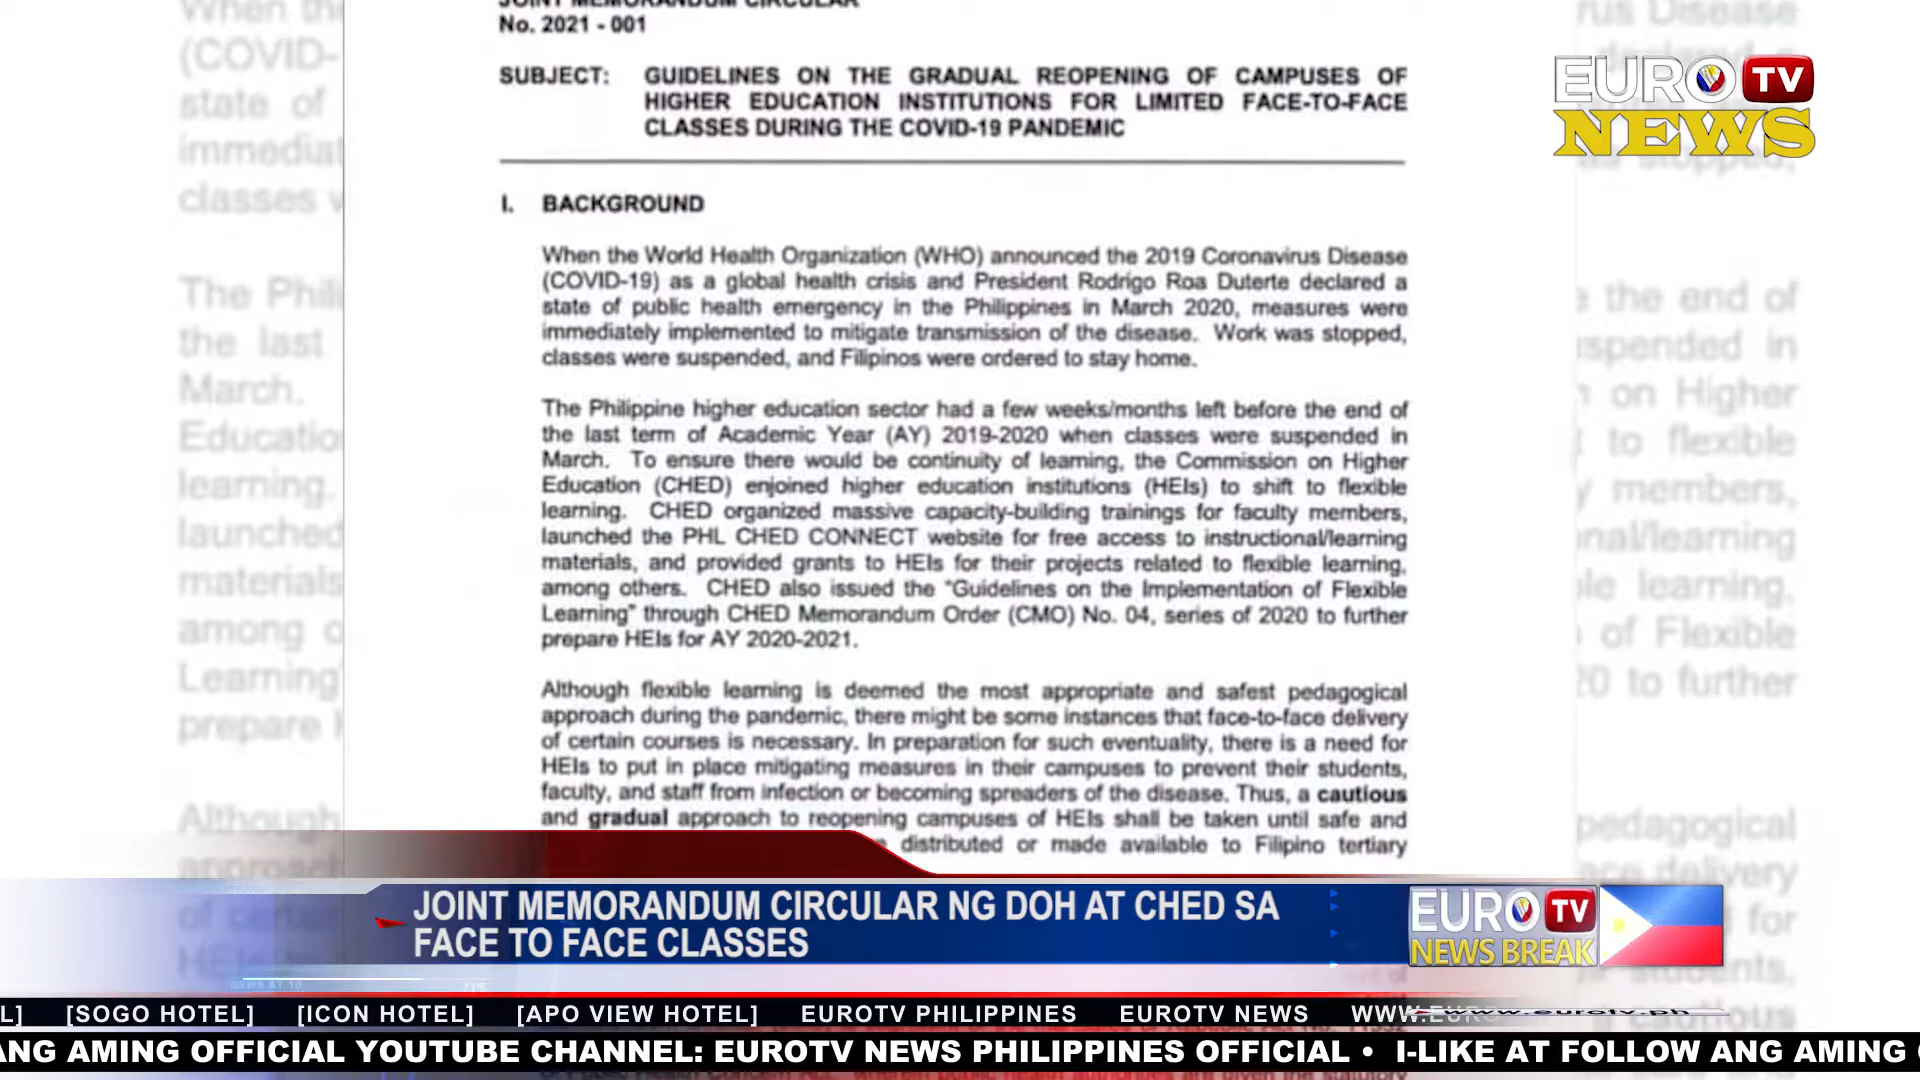 JOINT MEMORANDUM CIRCULAR
No. 2021 - 001
SUBJECT: GUIDELINES ON THE GRADUAL REOPENING OF CAMPUSES OF
HIGHER EDUCATION INSTITUTIONS FOR LIMITED FACE-TO-FACE
CLASSES DURING THE COVID-19 PANDEMIC
EURO TV
NEWS
I. BACKGROUND
When the World Health Organization (WHO) announced the 2019 Coronavirus Disease
(COVID-19) as a global health crisis and President Rodrigo Roa Duterte declared a
state of public health emergency in the Philippines in March 2020, measures were
immediately implemented to mitigate transmission of the disease. Work was stopped,
classes were suspended, and Filipinos were ordered to stay home.
The Philippine higher education sector had a few weeks/months left before the end of
the last term of Academic Year (AY) 2019-2020 when classes were suspended in
March. To ensure there would be continuity of learning, the Commission on Higher
Education (CHED) enjoined higher education institutions (HEIs) to shift to flexible
learning. CHED organized massive capacity-building trainings for faculty members,
launched the PHL CHED CONNECT website for free access to instructional/learning
materials, and provided grants to HEIs for their projects related to flexible learning,
among others. CHED also issued the "Guidelines on the Implementation of Flexible
Learning" through CHED Memorandum Order (CMO) No. 04, series of 2020 to further
prepare HEIs for AY 2020-2021.
Although flexible learning is deemed the most appropriate and safest pedagogical
approach during the pandemic, there might be some instances that face-to-face delivery
of certain courses is necessary. In preparation for such eventuality, there is a need for
HEIs to put in place mitigating measures in their campuses to prevent their students,
faculty, and staff from infection or becoming spreaders of the disease. Thus, a cautious
and gradual approach to reopening campuses of HEIs shall be taken until safe and
distributed or made available to Filipino tertiary
JOINT MEMORANDUM CIRCULAR NG DOH AT CHED SA
FACE TO FACE CLASSES
EURO TV
NEWS BREAK
L] [SOGO HOTEL] [ICON HOTEL] [APO VIEW HOTEL] EUROTV PHILIPPINES EUROTV NEWS WWW.EURO www.eurotv.ph
ANG AMING OFFICIAL YOUTUBE CHANNEL: EUROTV NEWS PHILIPPINES OFFICIAL • I-LIKE AT FOLLOW ANG AMING